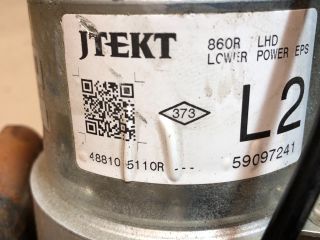 JTEKT
860R LHD
LOWER POWER EPS
373
L2
48810 5110R ---
59097241